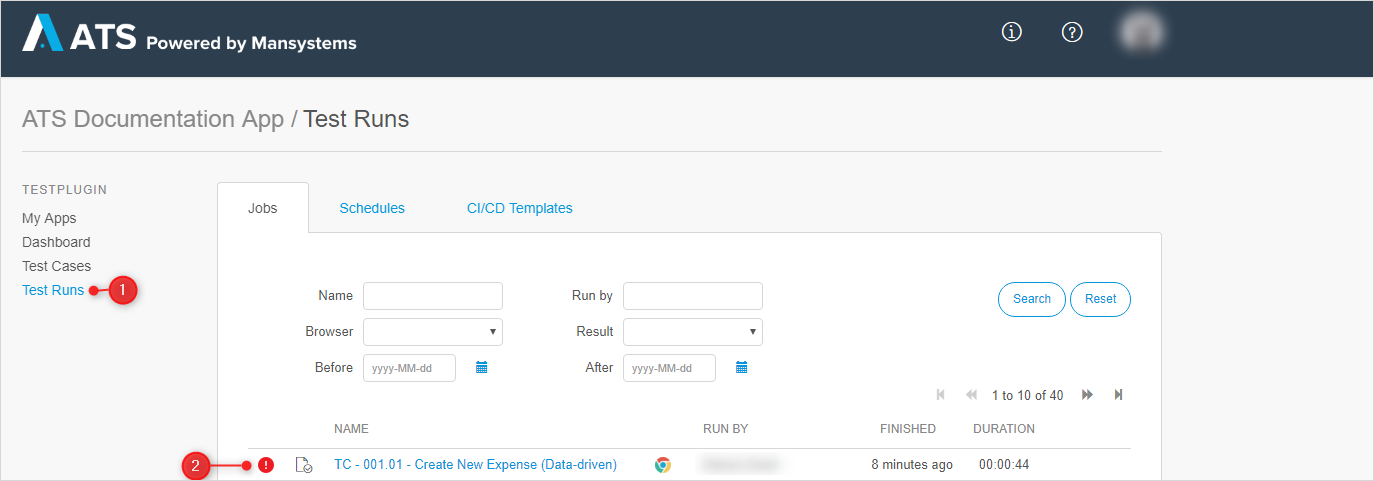 ATS Powered by Mansystems
ATS Documentation App / Test Runs
TESTPLUGIN
My Apps
Dashboard
Test Cases
Test Runs
1
Jobs
Schedules
CI/CD Templates
Name
Run by
Search
Reset
Browser
Result
Before
yyyy-MM-dd
After
yyyy-MM-dd
1 to 10 of 40
NAME
RUN BY
FINISHED
DURATION
2
TC - 001.01 - Create New Expense (Data-driven)
8 minutes ago
00:00:44